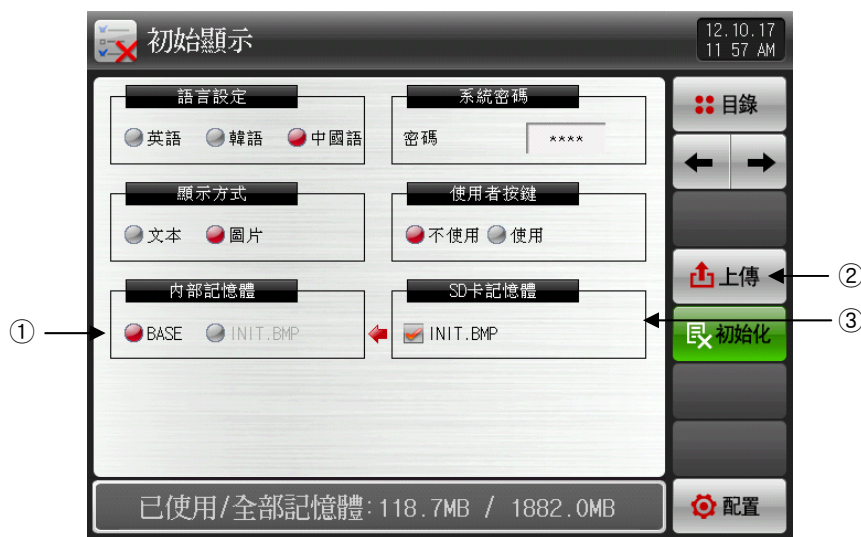 初始顯示
12.10.17
11 57 AM
語言設定
英語 韓語 中國語
系統密碼
密碼 ****
顯示方式
文本 圖片
使用者按鍵
不使用 使用
内部記憶體
BASE INIT.BMP
SD卡記憶體
INIT.BMP
已使用/全部記憶體:118.7MB / 1882.0MB
目錄
上傳
初始化
配置
①
②
③